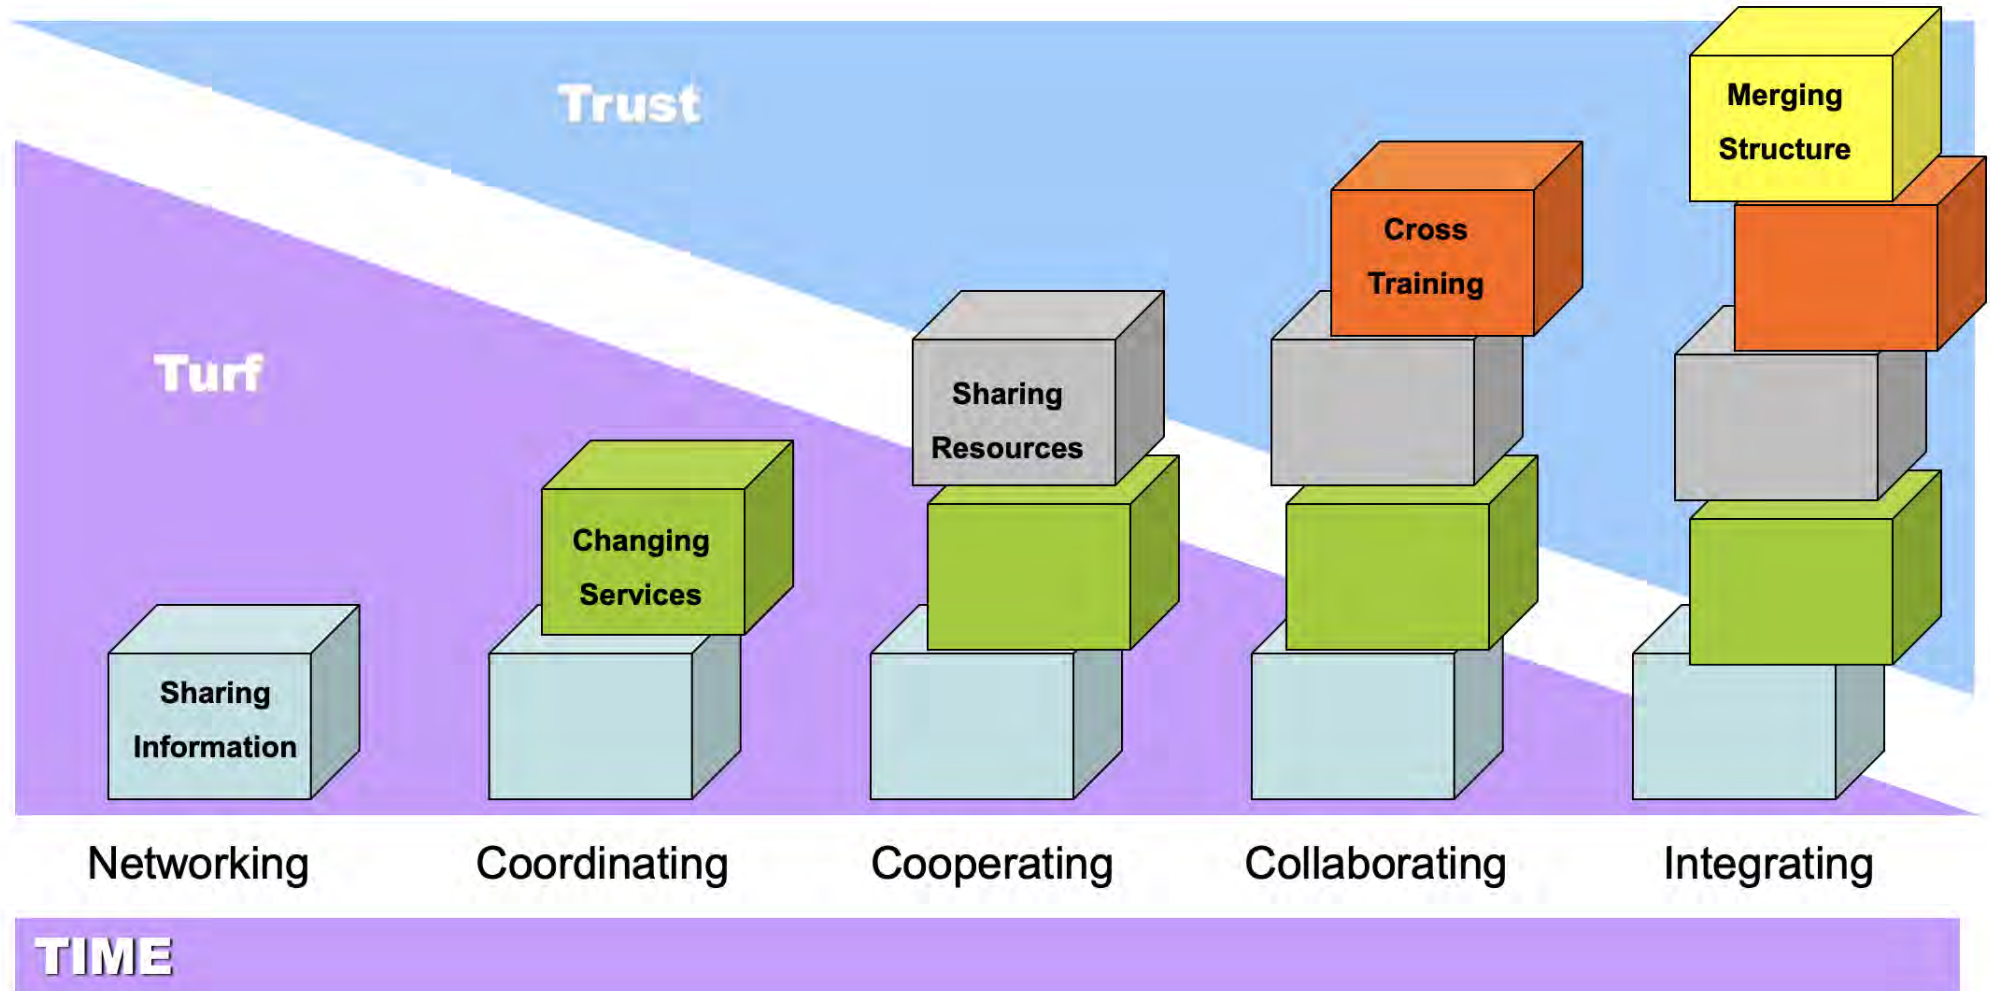 Trust
Turf
Merging
Structure
Cross
Training
Sharing
Resources
Changing
Services
Sharing
Information
Networking
Coordinating
Cooperating
Collaborating
Integrating
TIME